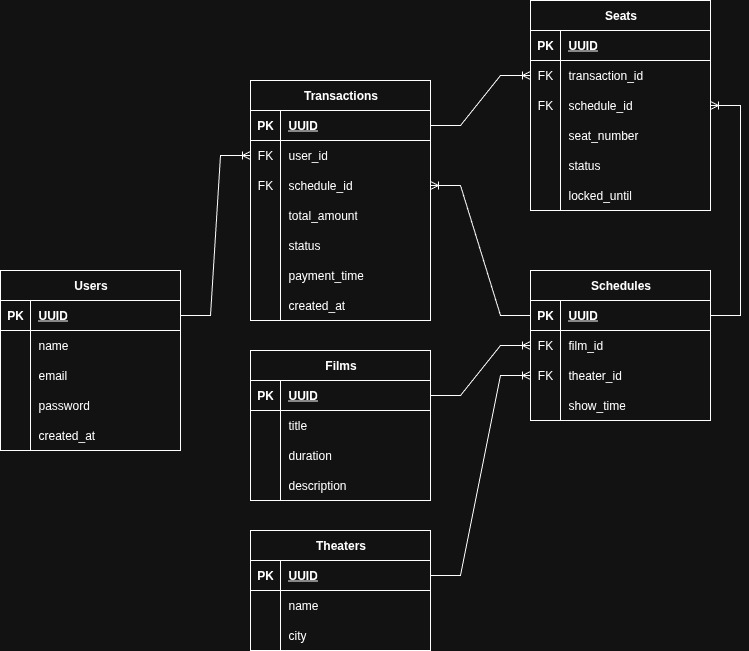 Seats
PK UUID
FK transaction_id
FK schedule_id
seat_number
status
locked_until
Transactions
PK UUID
FK user_id
FK schedule_id
total_amount
status
payment_time
created_at
Users
PK UUID
name
email
password
created_at
Schedules
PK UUID
FK film_id
FK theater_id
show_time
Films
PK UUID
title
duration
description
Theaters
PK UUID
name
city